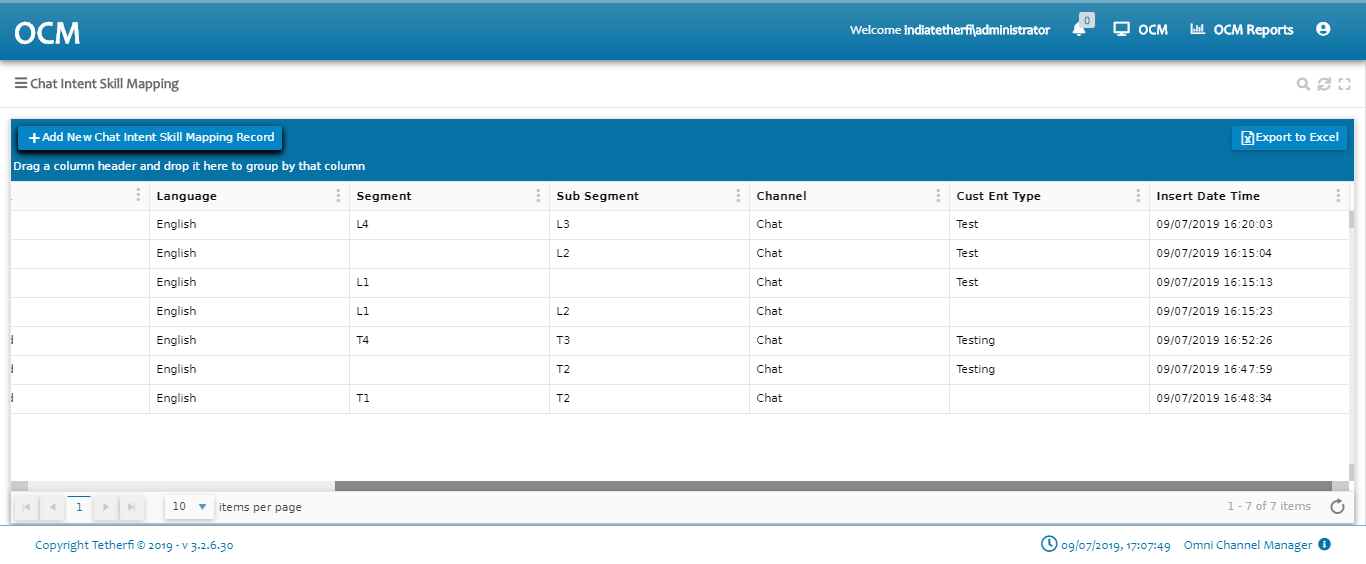 OCM
Welcome indiatetherfi\administrator 0 OCM OCM Reports
Chat Intent Skill Mapping
Add New Chat Intent Skill Mapping Record Export to Excel
Drag a column header and drop it here to group by that column
Language Segment Sub Segment Channel Cust Ent Type Insert Date Time
English L4 L3 Chat Test 09/07/2019 16:20:03
English L2 Chat Test 09/07/2019 16:15:04
English L1 Chat Test 09/07/2019 16:15:13
English L1 L2 Chat 09/07/2019 16:15:23
English T4 T3 Chat Testing 09/07/2019 16:52:26
English T2 Chat Testing 09/07/2019 16:47:59
English T1 T2 Chat 09/07/2019 16:48:34
1 10 items per page 1 - 7 of 7 items
Copyright Tetherfi © 2019 - v 3.2.6.30 09/07/2019, 17:07:49 Omni Channel Manager